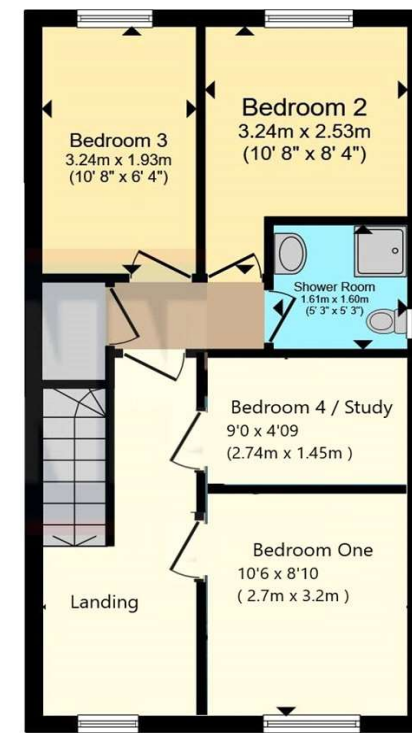 Bedroom 3
3.24m x 1.93m
(10' 8" x 6' 4")
Bedroom 2
3.24m x 2.53m
(10' 8" x 8' 4")
Shower Room
1.61m x 1.60m
(5' 3" x 5' 3")
Bedroom 4 / Study
9'0 x 4'09
(2.74m x 1.45m )
Bedroom One
10'6 x 8'10
( 2.7m x 3.2m )
Landing